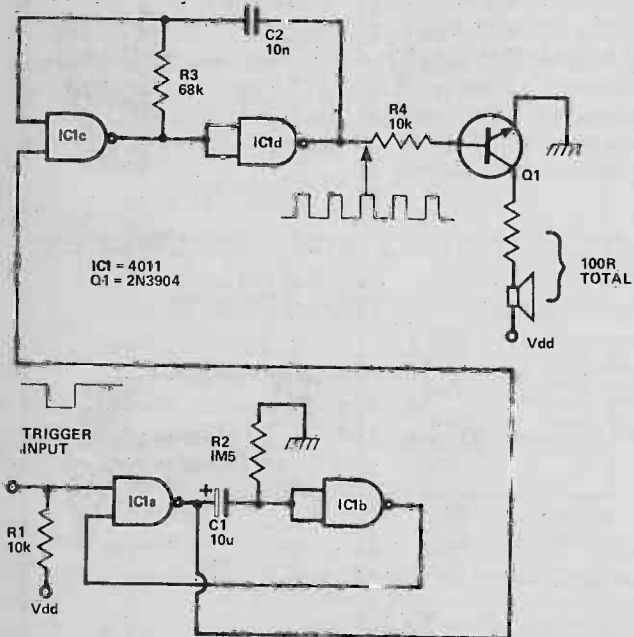 C2
10n
R3
68k
IC1c
IC1d
R4
10k
Q1
IC1 = 4011
Q1 = 2N3904
100R
TOTAL
Vdd
TRIGGER
INPUT
R2
IM5
IC1a
+
C1
10u
IC1b
R1
10k
Vdd